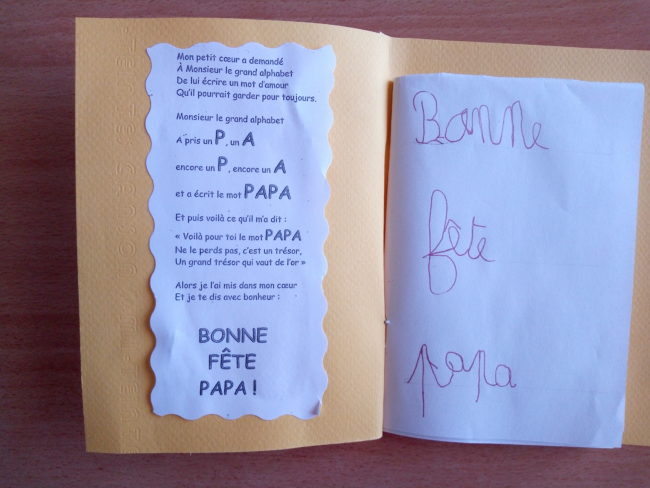 Mon petit cœur a demandé
À Monsieur le grand alphabet
De lui écrire un mot d'amour
Qu'il pourrait garder pour toujours.
Monsieur le grand alphabet
A pris un P, un A
encore un P, encore un A
et a écrit le mot PAPA
Et puis voilà ce qu'il m'a dit :
« Voilà pour toi le mot PAPA
Ne le perds pas, c'est un trésor,
Un grand trésor qui vaut de l'or »
Alors je l'ai mis dans mon cœur
Et je te dis avec bonheur :
BONNE
FÊTE
PAPA !
Bonne
fête
papa